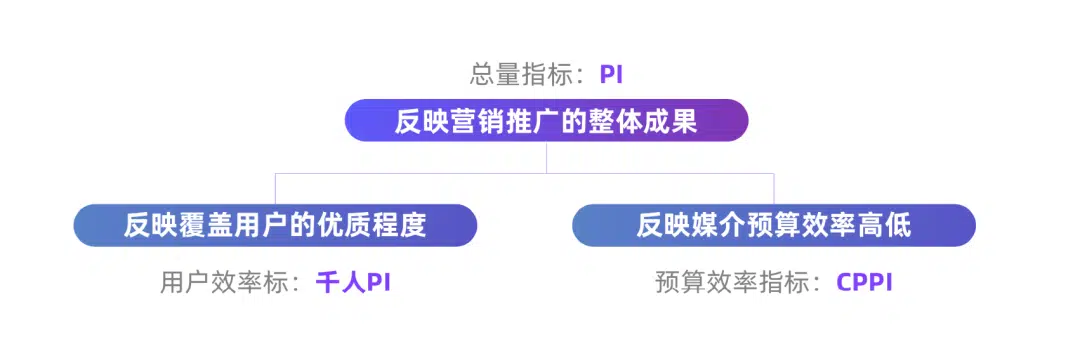 总量指标：PI
反映营销推广的整体成果
反映覆盖用户的优质程度
反映媒介预算效率高低
用户效率标：千人PI
预算效率指标：CPPI